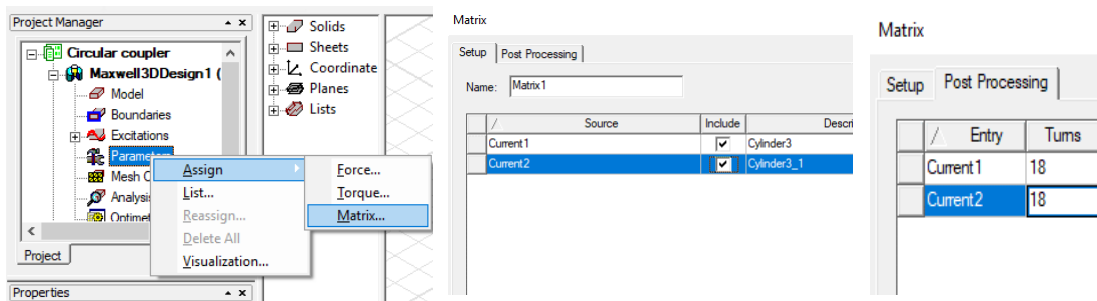 Project Manager
Circular coupler
Maxwell3DDesign1 (
Model
Boundaries
Excitations
Parameters
Mesh O
Analysis
Optimet
Project
Properties
Assign
List...
Reassign...
Delete All
Visualization...
Force...
Torque...
Matrix...
Solids
Sheets
Coordinate
Planes
Lists
Matrix
Setup Post Processing
Name: Matrix1
/ Source Include Descri
Current1 Cylinder3
Current2 Cylinder3_1
Matrix
Setup Post Processing
/ Entry Turns
Current1 18
Current2 18